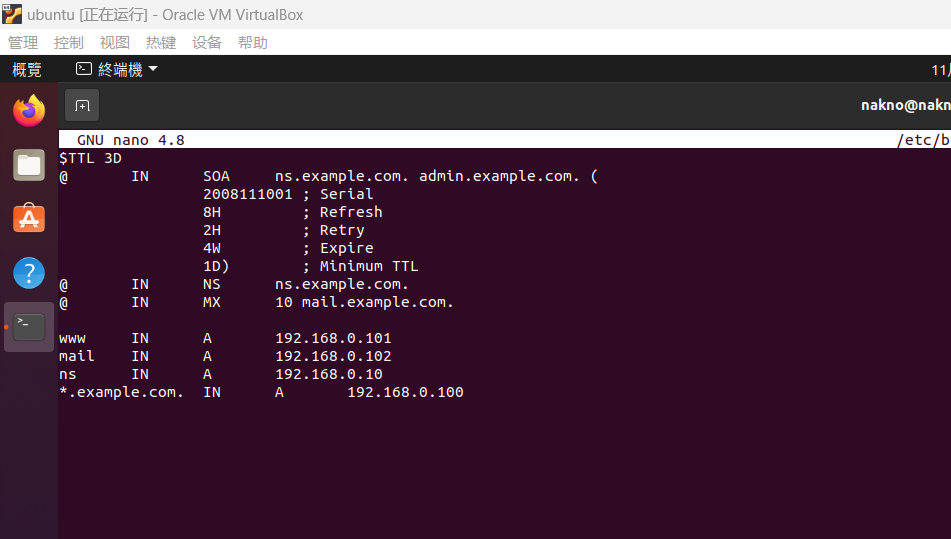 ubuntu [正在运行] - Oracle VM VirtualBox
管理 控制 视图 热键 设备 帮助
概覽 終端機 11月
nakno@nakn
GNU nano 4.8 /etc/b
$TTL 3D
@ IN SOA ns.example.com. admin.example.com. (
2008111001 ; Serial
8H ; Refresh
2H ; Retry
4W ; Expire
1D) ; Minimum TTL
@ IN NS ns.example.com.
@ IN MX 10 mail.example.com.
www IN A 192.168.0.101
mail IN A 192.168.0.102
ns IN A 192.168.0.10
*.example.com. IN A 192.168.0.100